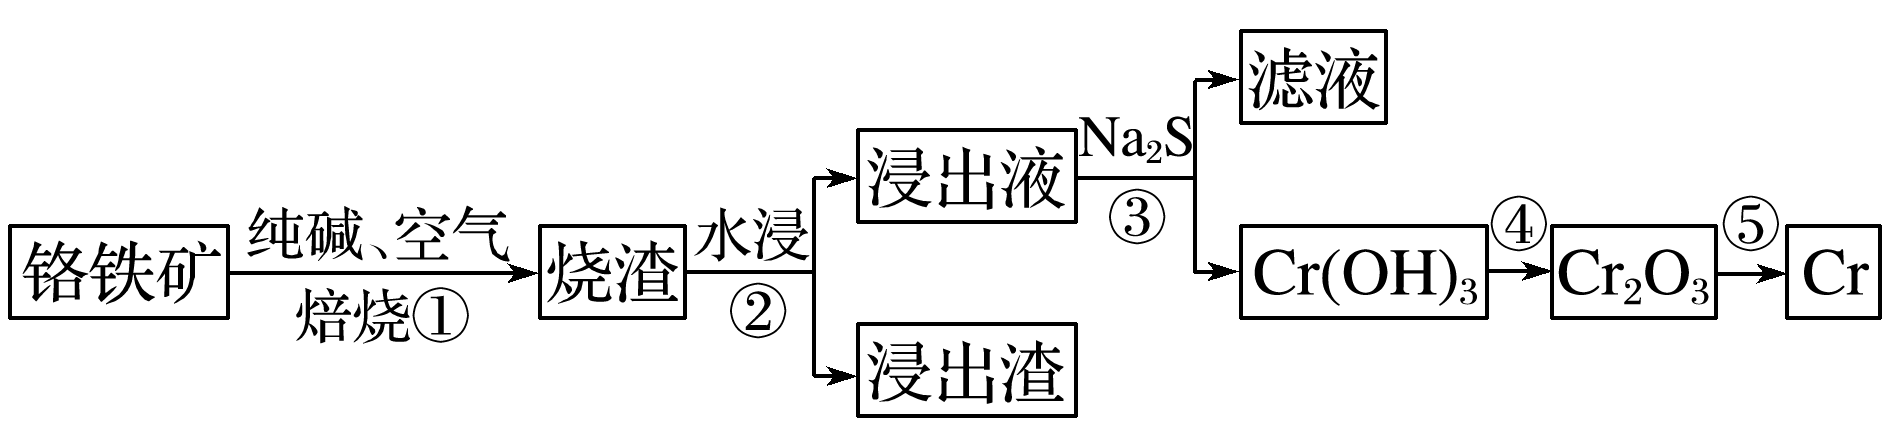 铬铁矿
纯碱、空气
焙烧①
烧渣
水浸
②
浸出液
Na₂S
③
滤液
Cr(OH)₃
④
Cr₂O₃
⑤
Cr
浸出渣